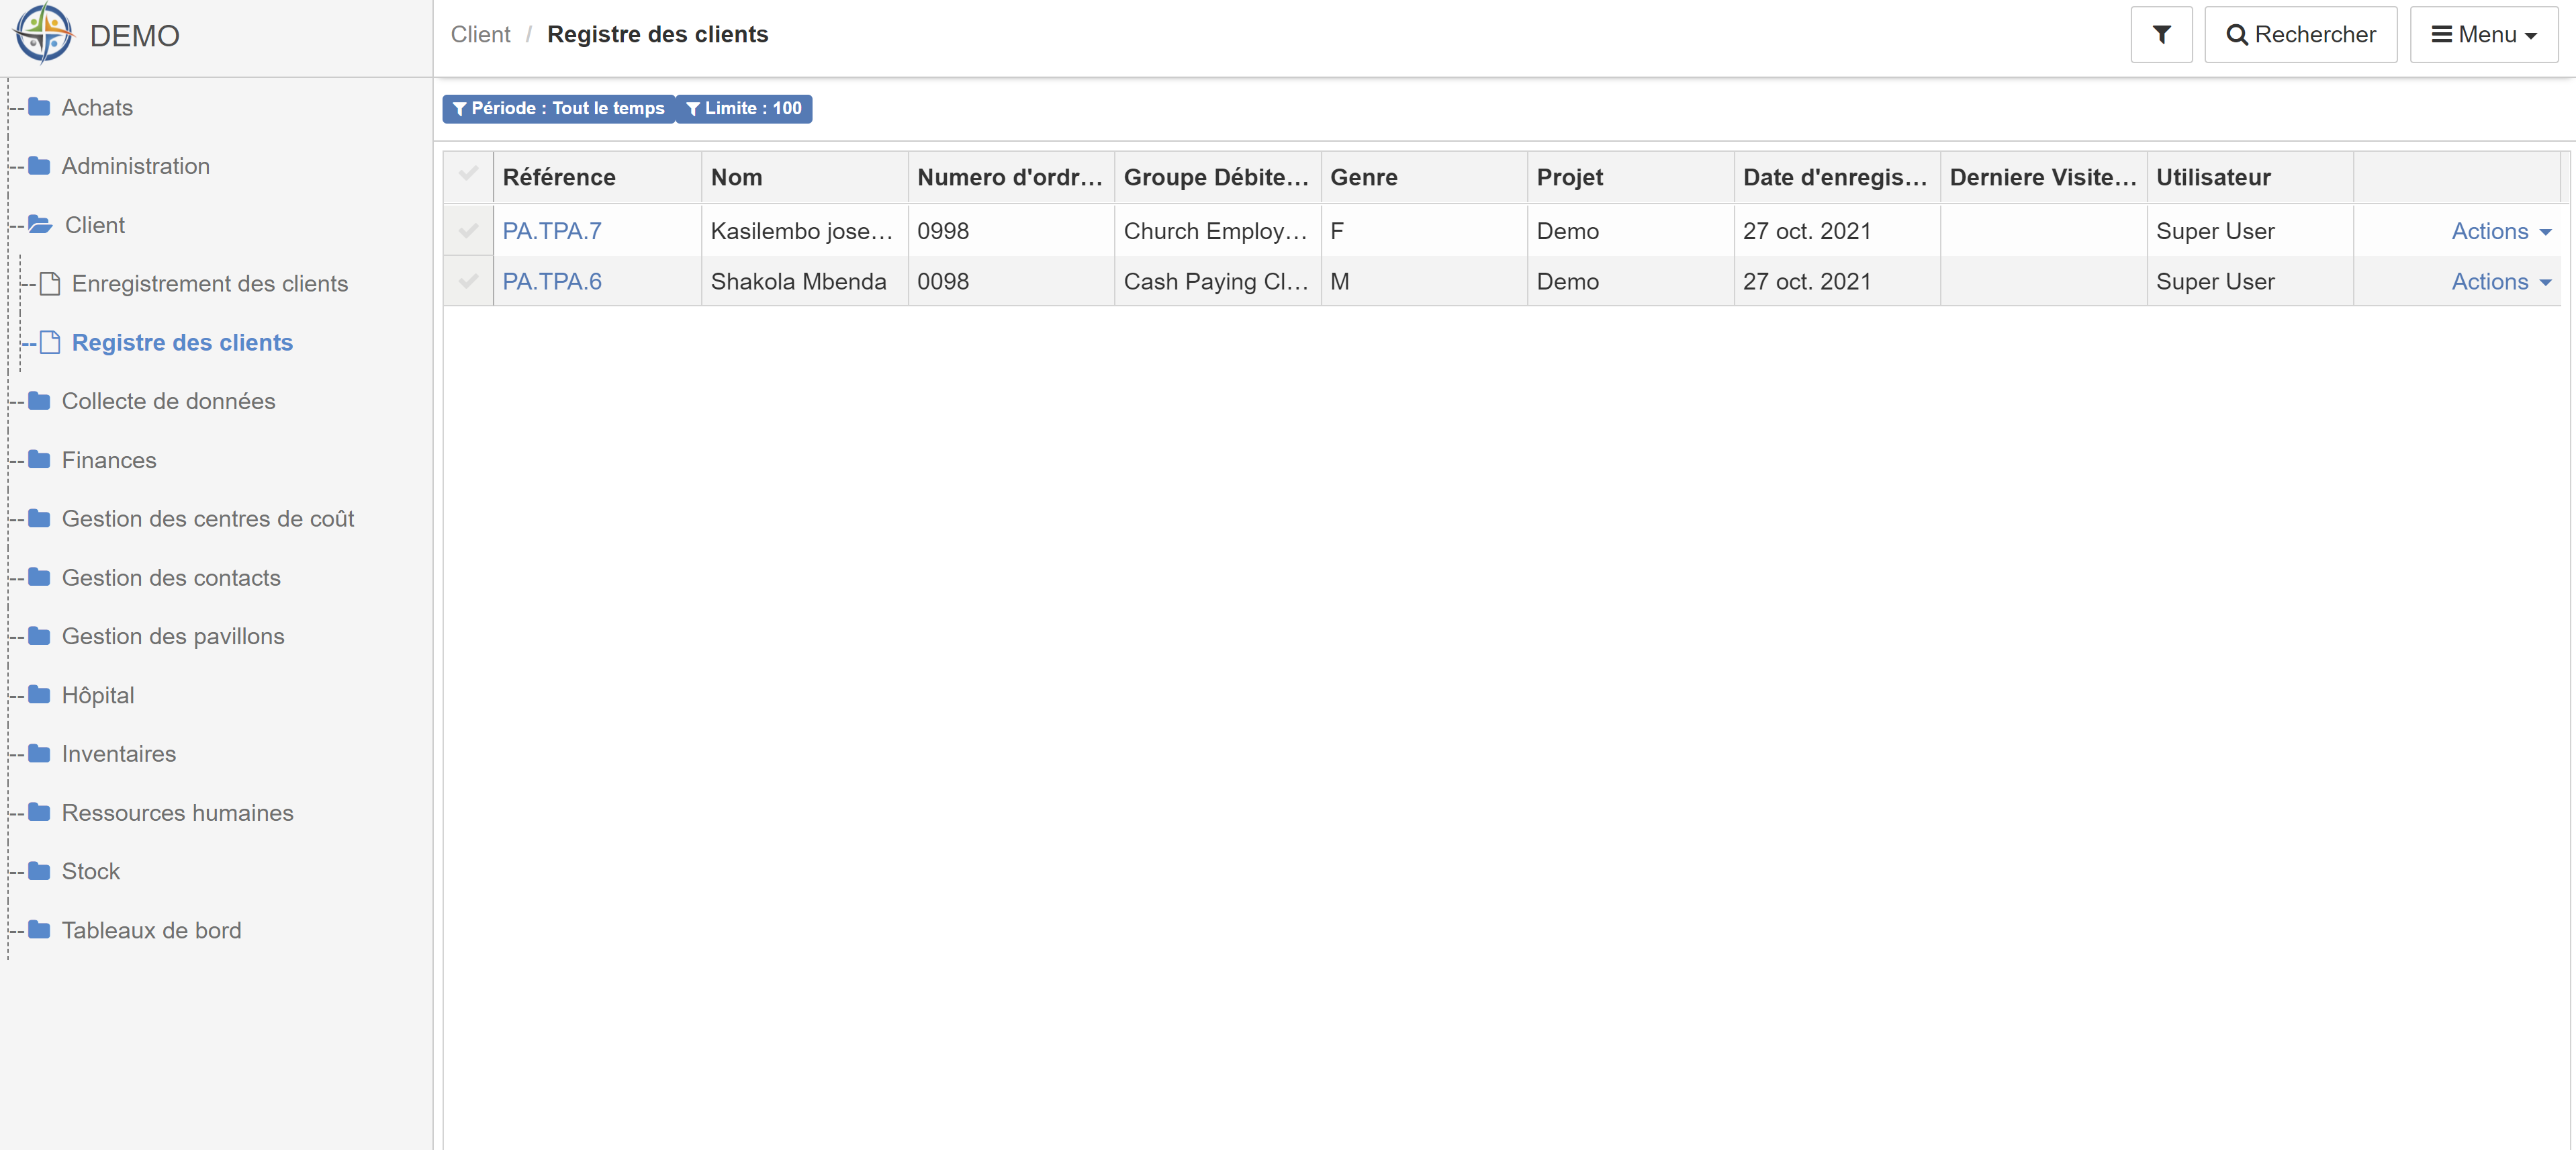 DEMO
Client / Registre des clients
Rechercher
Menu
Achats
Administration
Client
Enregistrement des clients
Registre des clients
Collecte de données
Finances
Gestion des centres de coût
Gestion des contacts
Gestion des pavillons
Hôpital
Inventaires
Ressources humaines
Stock
Tableaux de bord
Période : Tout le temps Limite : 100
Référence Nom Numero d'ordr... Groupe Débite... Genre Projet Date d'enregis... Derniere Visite... Utilisateur
PA.TPA.7 Kasilembo jose... 0998 Church Employ... F Demo 27 oct. 2021 Super User Actions
PA.TPA.6 Shakola Mbenda 0098 Cash Paying Cl... M Demo 27 oct. 2021 Super User Actions